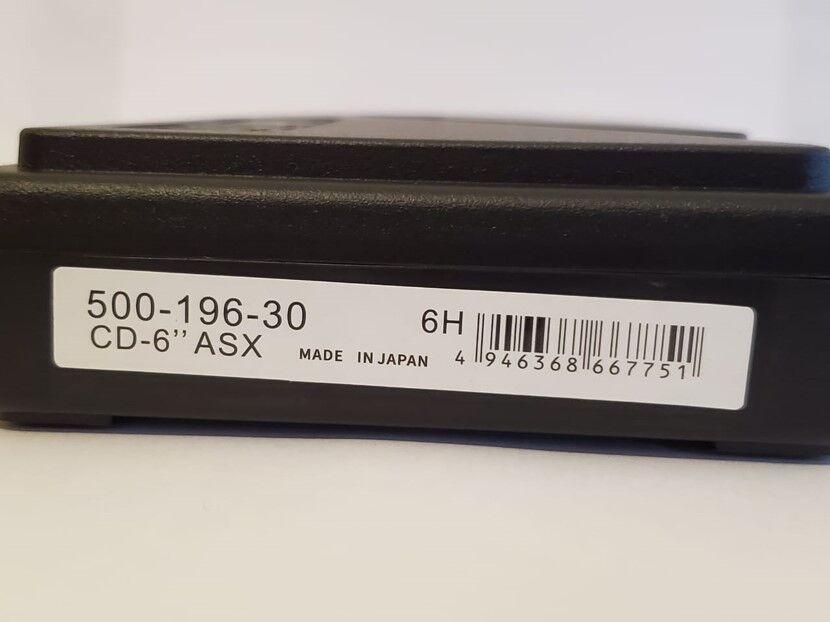 500-196-30
CD-6" ASX
MADE IN JAPAN
6H
4 946368 667751